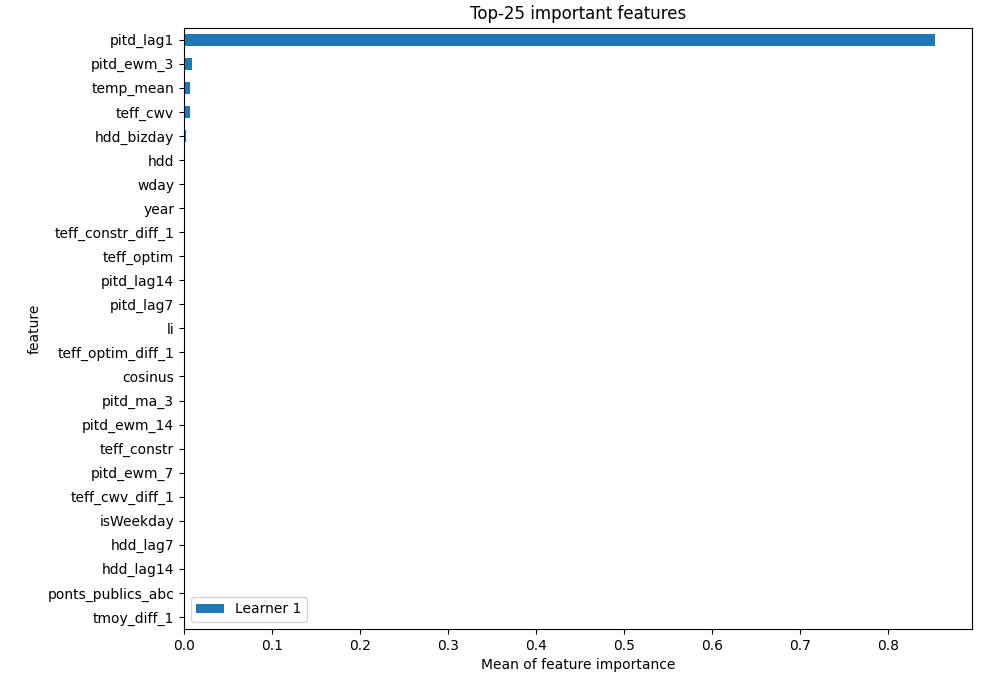 Top-25 important features
pitd_lag1
pitd_ewm_3
temp_mean
teff_cwv
hdd_bizday
hdd
wday
year
teff_constr_diff_1
teff_optim
pitd_lag14
pitd_lag7
li
teff_optim_diff_1
cosinus
pitd_ma_3
pitd_ewm_14
teff_constr
pitd_ewm_7
teff_cwv_diff_1
isWeekday
hdd_lag7
hdd_lag14
ponts_publics_abc
tmoy_diff_1
feature
Learner 1
0.0 0.1 0.2 0.3 0.4 0.5 0.6 0.7 0.8
Mean of feature importance